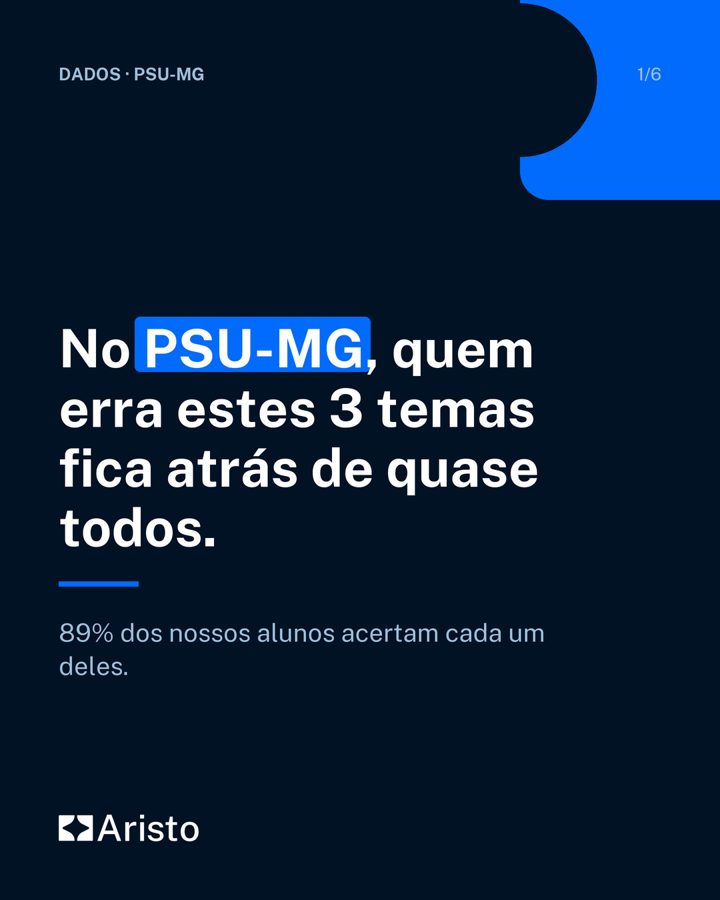 DADOS · PSU-MG
1/6
No PSU-MG, quem
erra estes 3 temas
fica atrás de quase
todos.
89% dos nossos alunos acertam cada um
deles.
Aristo